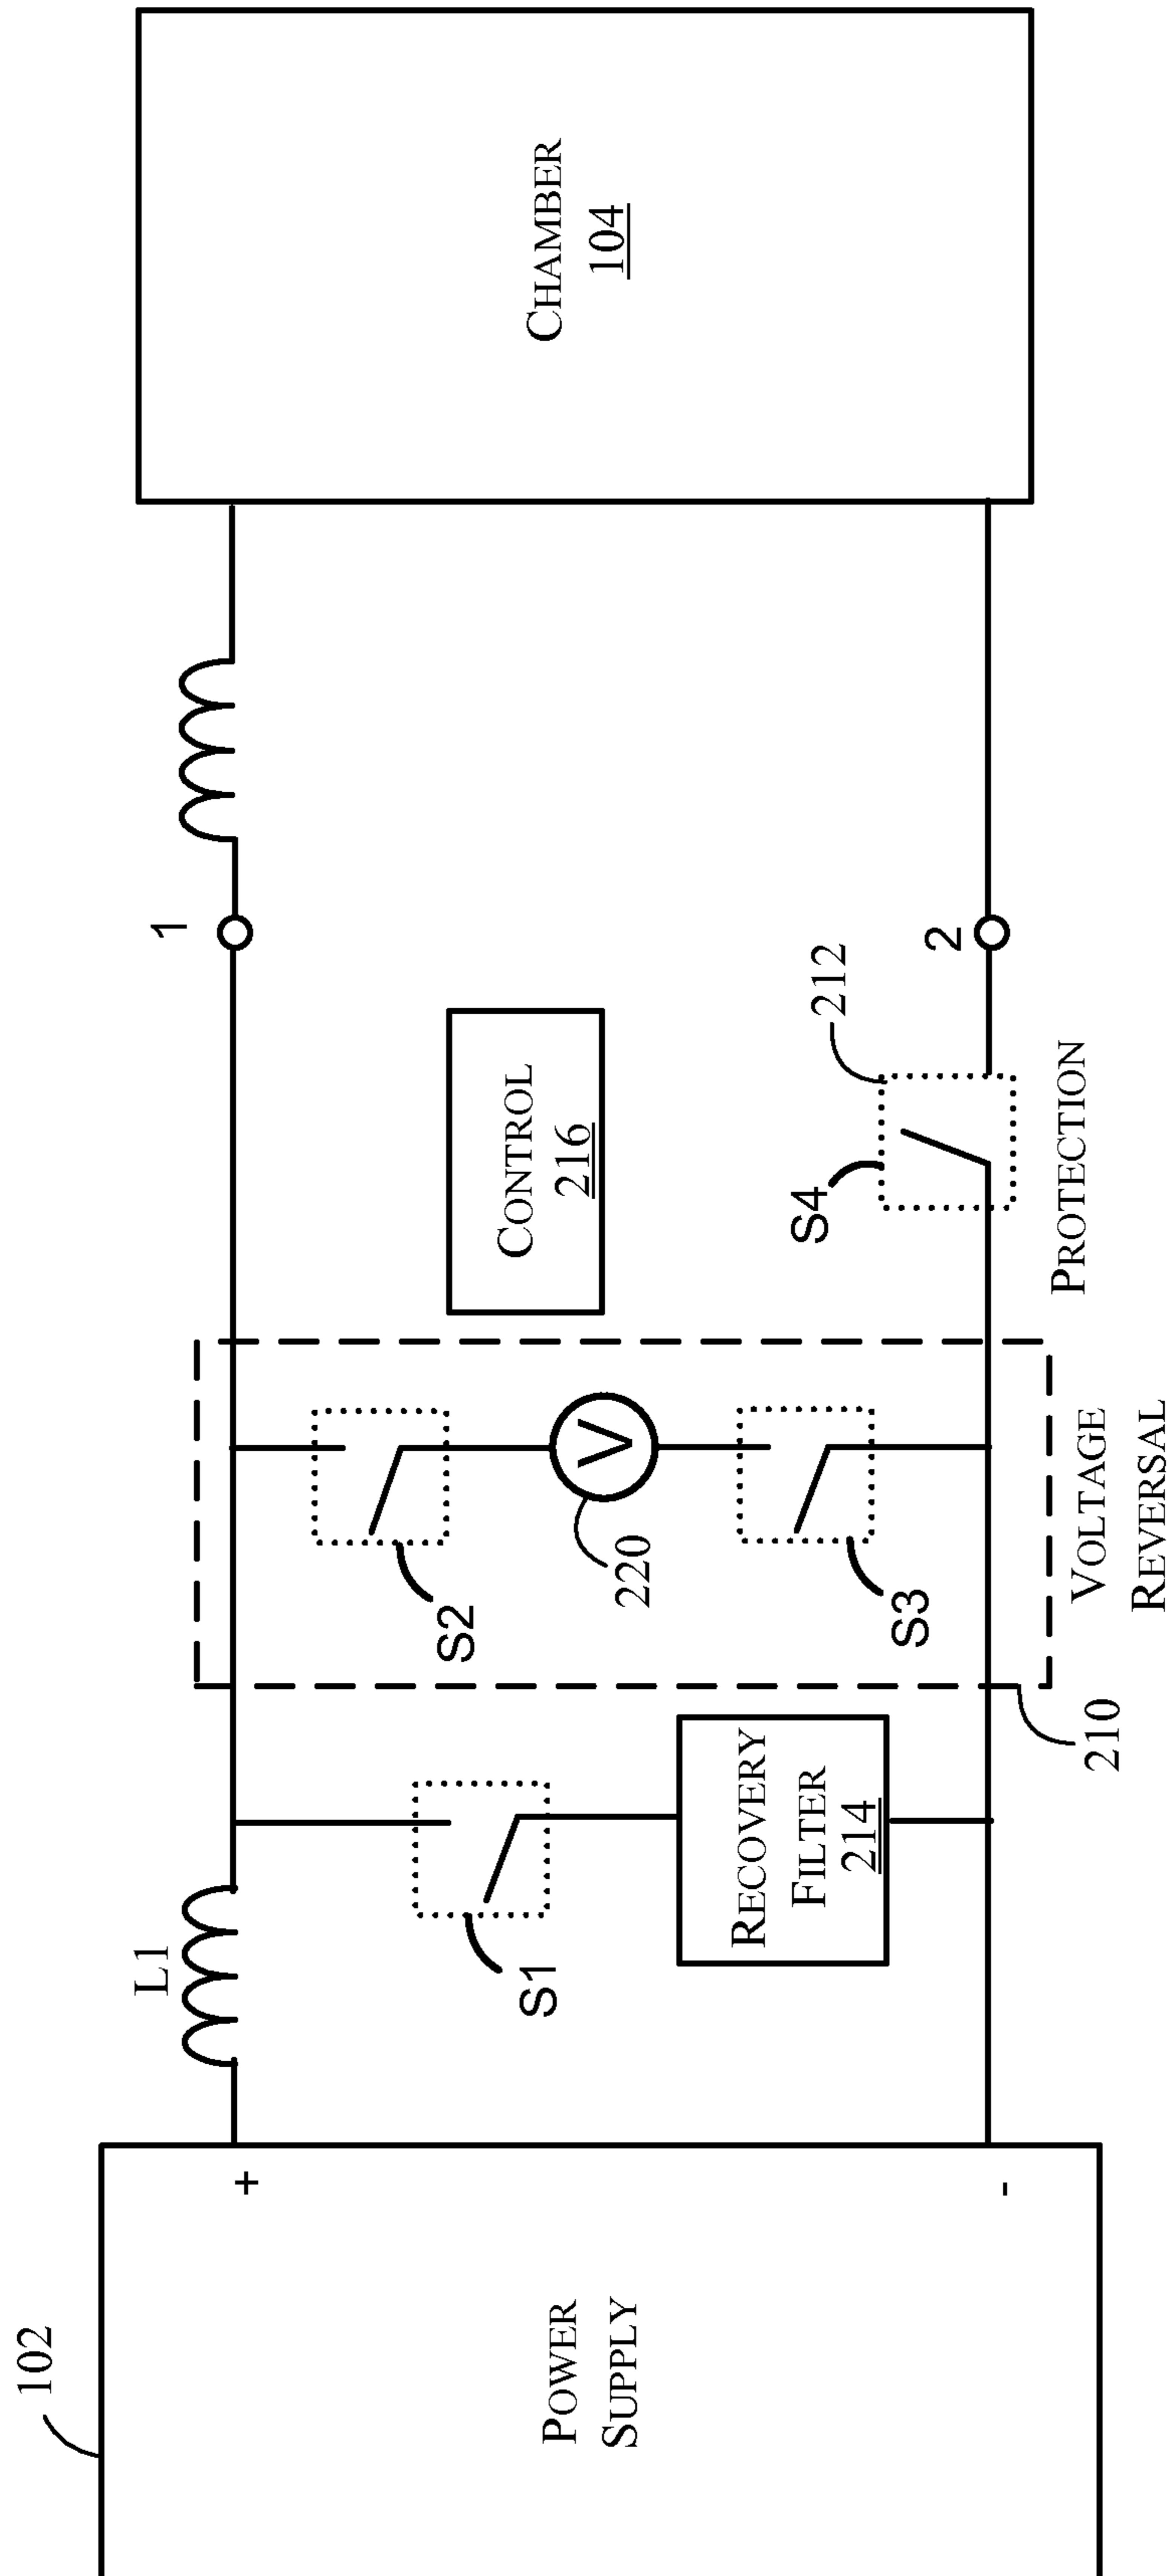 102
POWER
SUPPLY
+
-
L1
S1
RECOVERY
FILTER
214
S2
V
220
S3
210
VOLTAGE
REVERSAL
CONTROL
216
S4
212
PROTECTION
1
2
CHAMBER
104